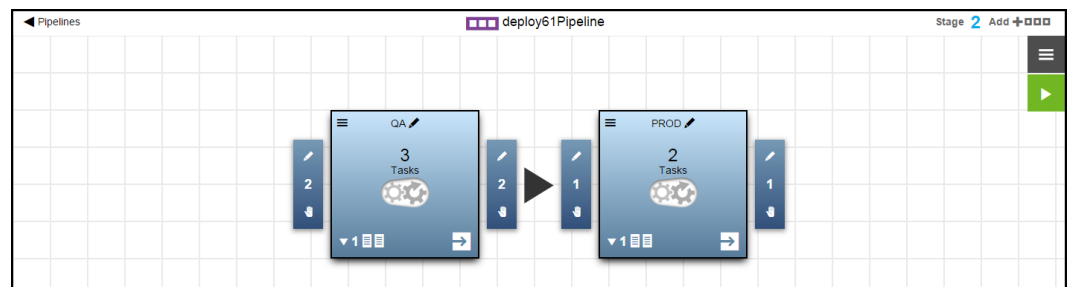 Pipelines
deploy61Pipeline
Stage 2 Add
QA
3
Tasks
2
2
1
PROD
2
Tasks
1
1
1